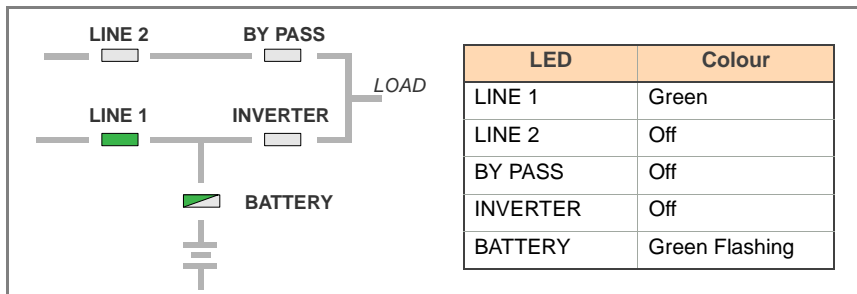 LINE 2 BY PASS
LOAD
LINE 1 INVERTER
BATTERY
LED Colour
LINE 1 Green
LINE 2 Off
BY PASS Off
INVERTER Off
BATTERY Green Flashing